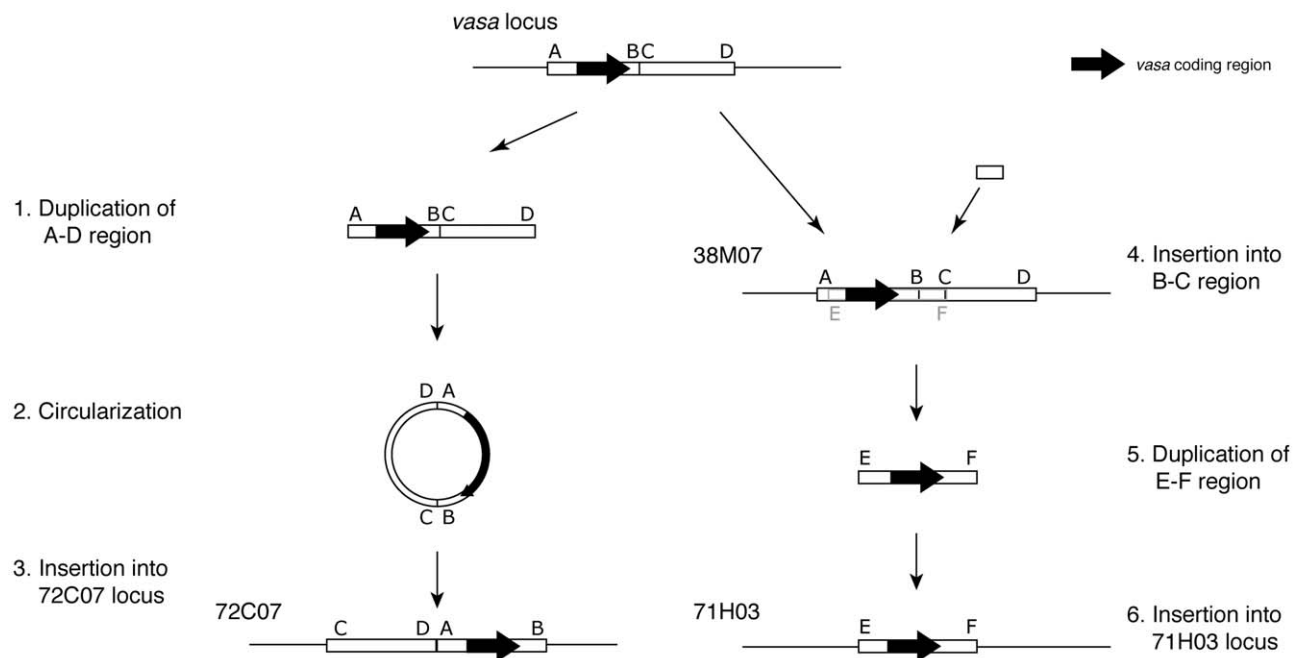 vasa locus
A BC D
vasa coding region
1. Duplication of
A-D region
A BC D
38M07
4. Insertion into
B-C region
A B C D
E F
2. Circularization
D A
C B
E F
5. Duplication of
E-F region
3. Insertion into
72C07 locus
72C07
C D A B
71H03
E F
6. Insertion into
71H03 locus